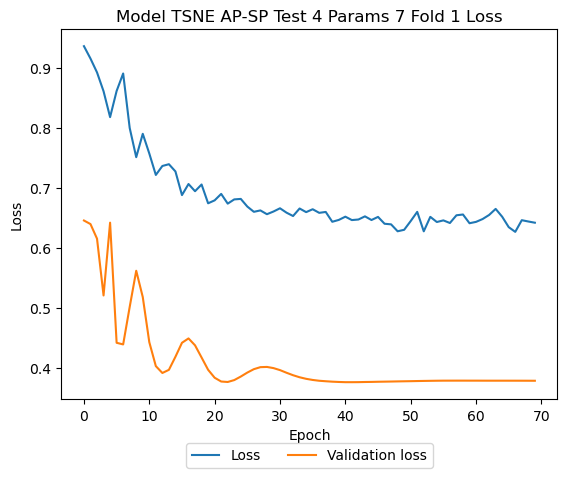 Model TSNE AP-SP Test 4 Params 7 Fold 1 Loss
0.9
0.8
0.7
0.6
0.5
0.4
Loss
0 10 20 30 40 50 60 70
Epoch
Loss Validation loss